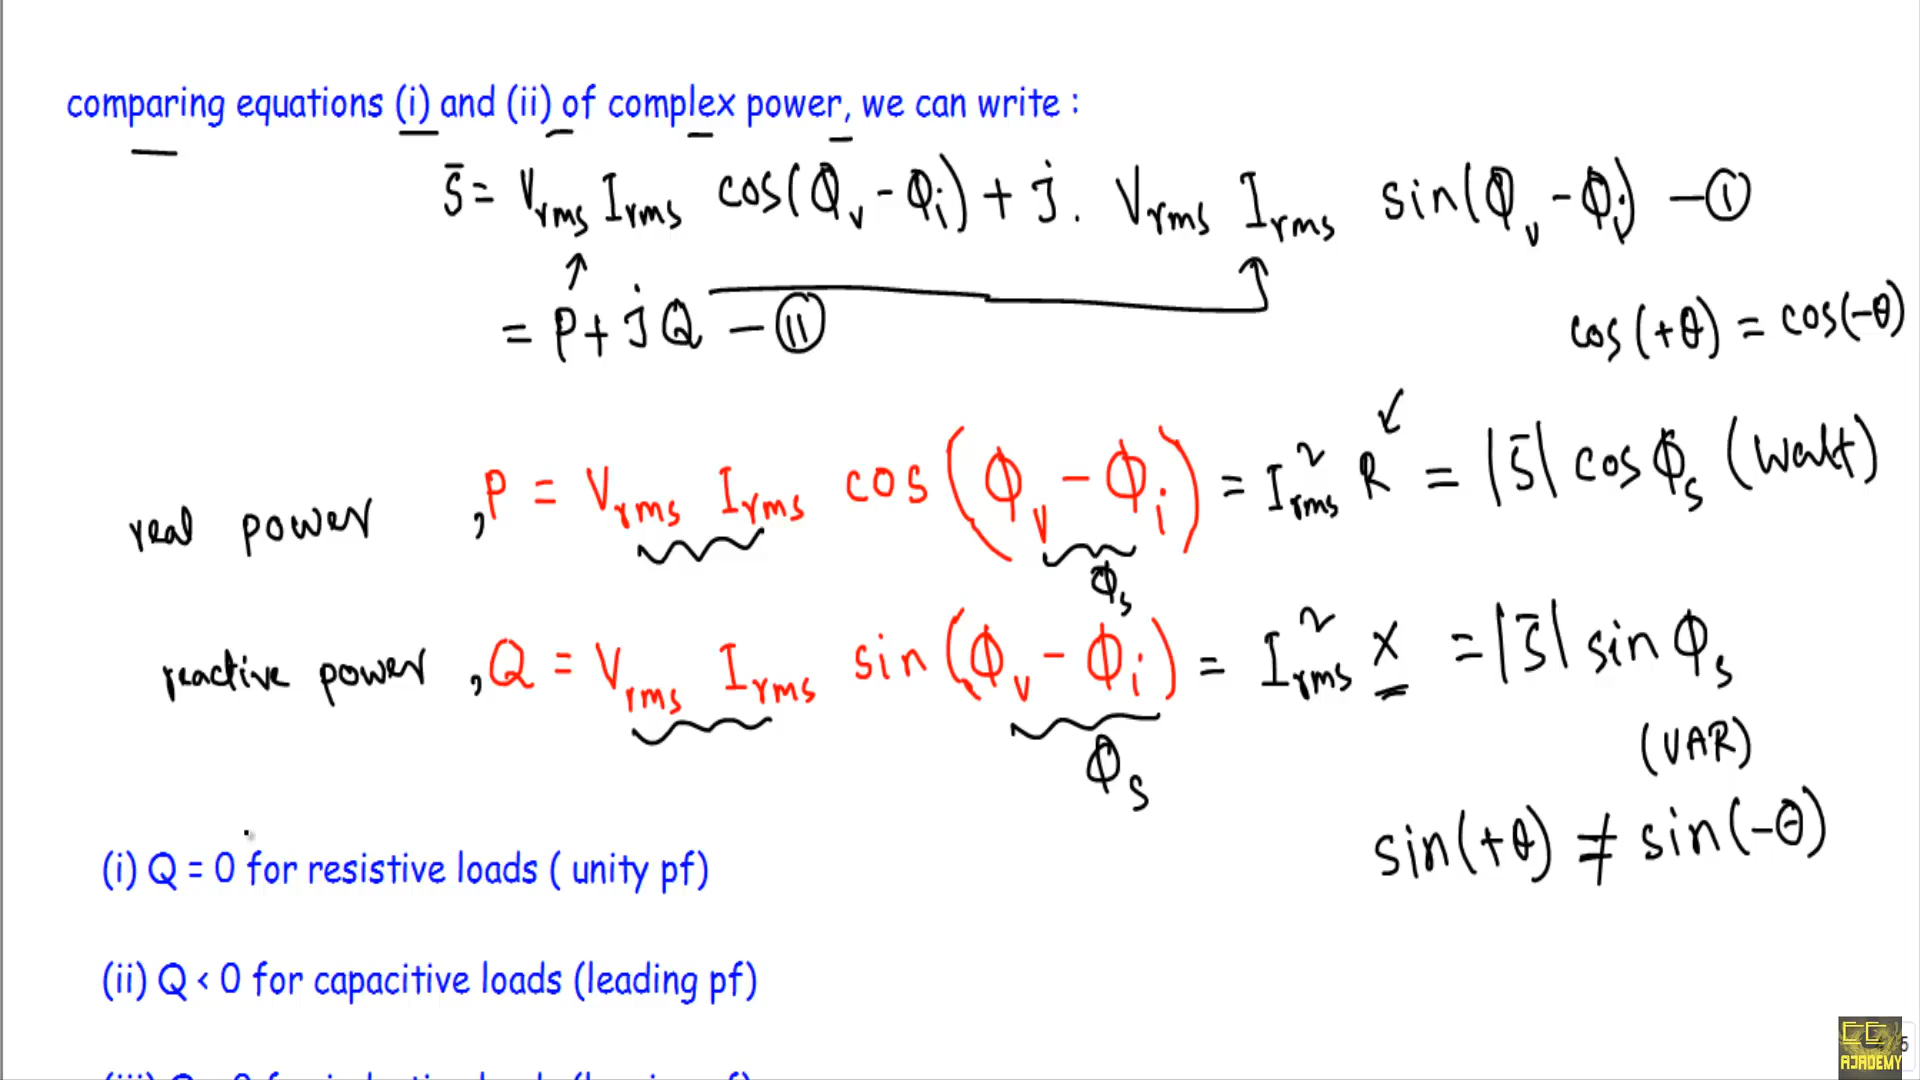 comparing equations (i) and (ii) of complex power, we can write :
S̄ = Vrms Irms cos(Φv - Φi) + j. Vrms Irms sin(Φv - Φi) - ①
= P + jQ - ⑪
cos(+θ) = cos(-θ)
real power , P = Vrms Irms cos(Φv - Φi) = I²rms R = |S̄| cos Φs (Watt)
Φs
reactive power , Q = Vrms Irms sin(Φv - Φi) = I²rms X = |S̄| sin Φs
(VAR)
Φs
sin(+θ) ≠ sin(-θ)
(i) Q = 0 for resistive loads ( unity pf)
(ii) Q < 0 for capacitive loads (leading pf)
EE
AJADEMY